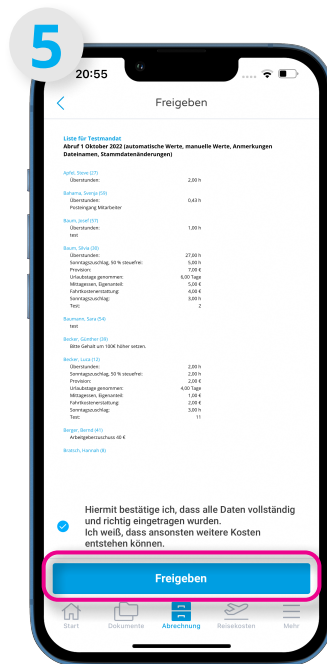 5
20:55
Freigeben
Liste für Testmandat
Abruf 1 Oktober 2022 (automatische Werte, manuelle Werte, Anmerkungen
Dateinamen, Stammdatenänderungen)
Apfel, Steve (27)
Überstunden: 2,00 h
Bahama, Svenja (55)
Überstunden: 0,43 h
Posteingang Mitarbeiter
Baum, Josef (57)
Überstunden: 1,00 h
test
Baum, Silvia (30)
Überstunden: 27,00 h
Sonntagszuschlag, 50 % steuefrei: 5,00 h
Provision: 7,00 €
Urlaubstage genommen: 6,00 Tage
Mittagessen, Eigenanteil: 5,00 €
Fahrtkostenerstattung: 4,00 €
Sonntagszuschlag: 3,00 h
Test: 2
Baumann, Sara (54)
test
Becker, Günther (39)
Bitte Gehalt um 100€ höher setzen.
Becker, Luca (12)
Überstunden: 2,00 h
Sonntagszuschlag, 50 % steuefrei: 2,00 h
Provision: 2,00 €
Urlaubstage genommen: 4,00 Tage
Mittagessen, Eigenanteil: 1,00 €
Fahrtkostenerstattung: 2,00 €
Sonntagszuschlag: 3,00 h
Test: 11
Berger, Bernd (41)
Arbeitgeberzuschuss 40 €
Bratsch, Hannah (8)
Hiermit bestätige ich, dass alle Daten vollständig
und richtig eingetragen wurden.
Ich weiß, dass ansonsten weitere Kosten
entstehen können.
Freigeben
Start Dokumente Abrechnung Reisekosten Mehr